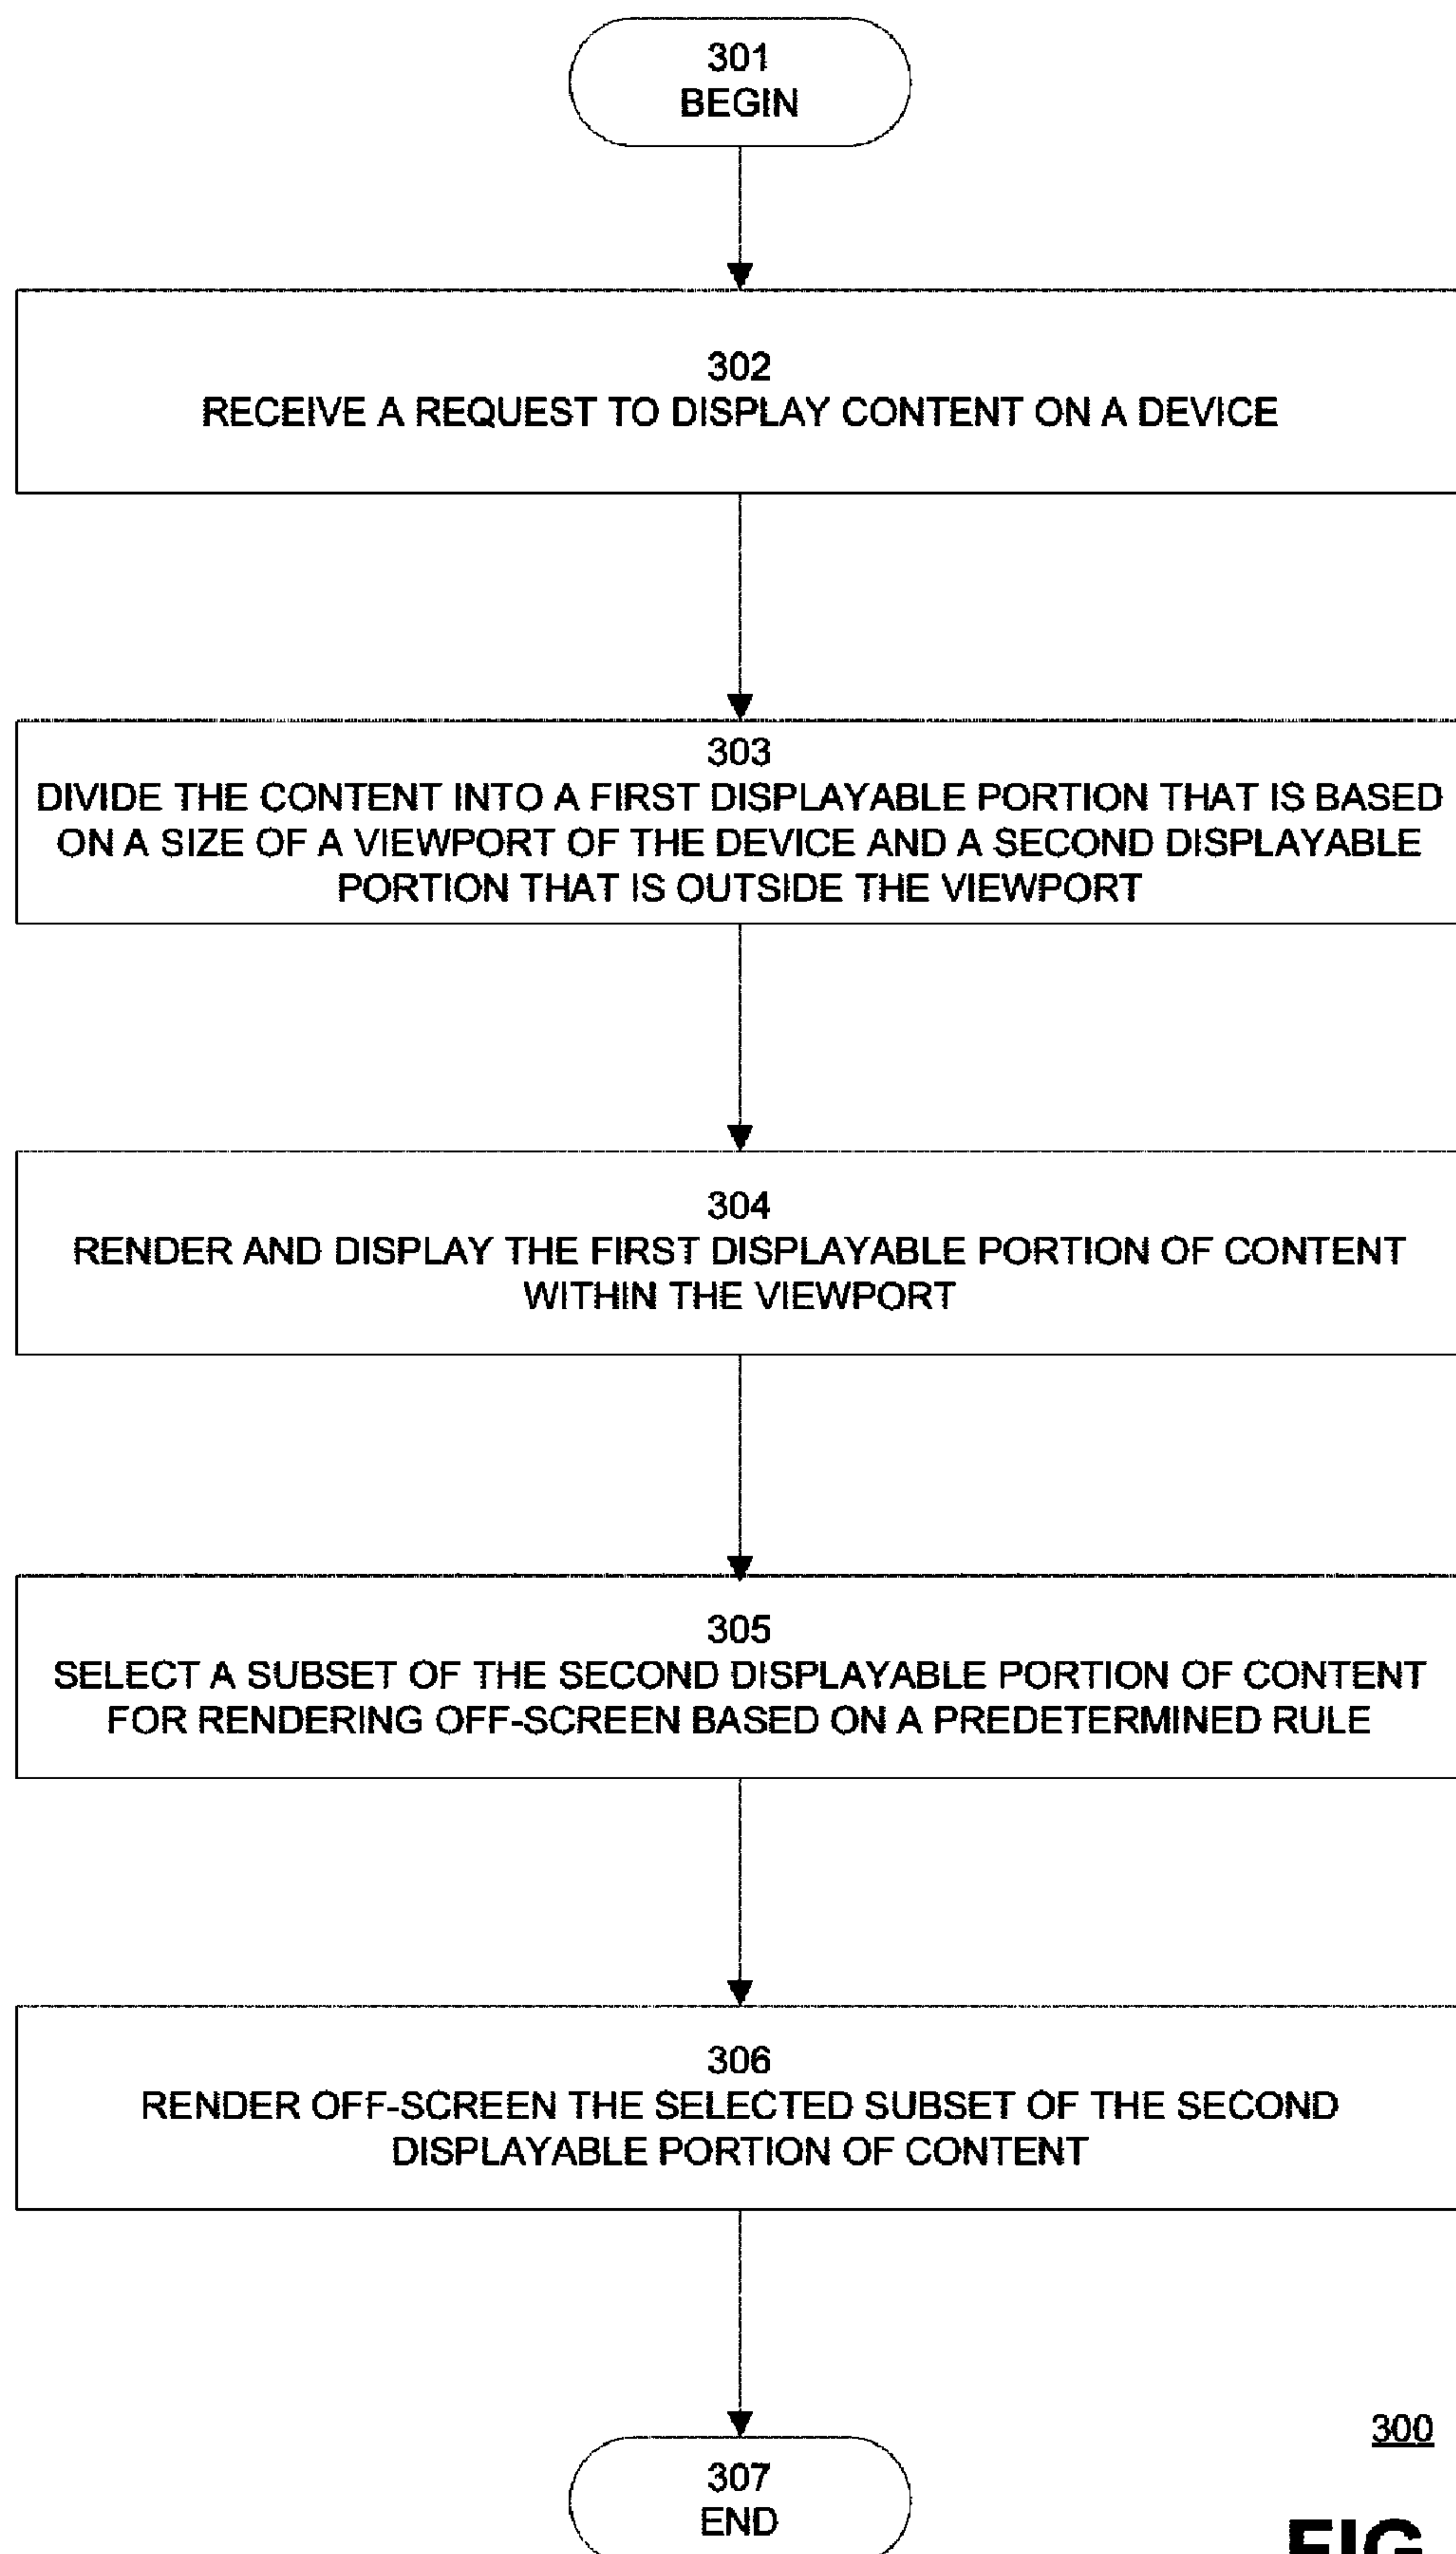 301
BEGIN
302
RECEIVE A REQUEST TO DISPLAY CONTENT ON A DEVICE
303
DIVIDE THE CONTENT INTO A FIRST DISPLAYABLE PORTION THAT IS BASED
ON A SIZE OF A VIEWPORT OF THE DEVICE AND A SECOND DISPLAYABLE
PORTION THAT IS OUTSIDE THE VIEWPORT
304
RENDER AND DISPLAY THE FIRST DISPLAYABLE PORTION OF CONTENT
WITHIN THE VIEWPORT
305
SELECT A SUBSET OF THE SECOND DISPLAYABLE PORTION OF CONTENT
FOR RENDERING OFF-SCREEN BASED ON A PREDETERMINED RULE
306
RENDER OFF-SCREEN THE SELECTED SUBSET OF THE SECOND
DISPLAYABLE PORTION OF CONTENT
300
307
END
FIG